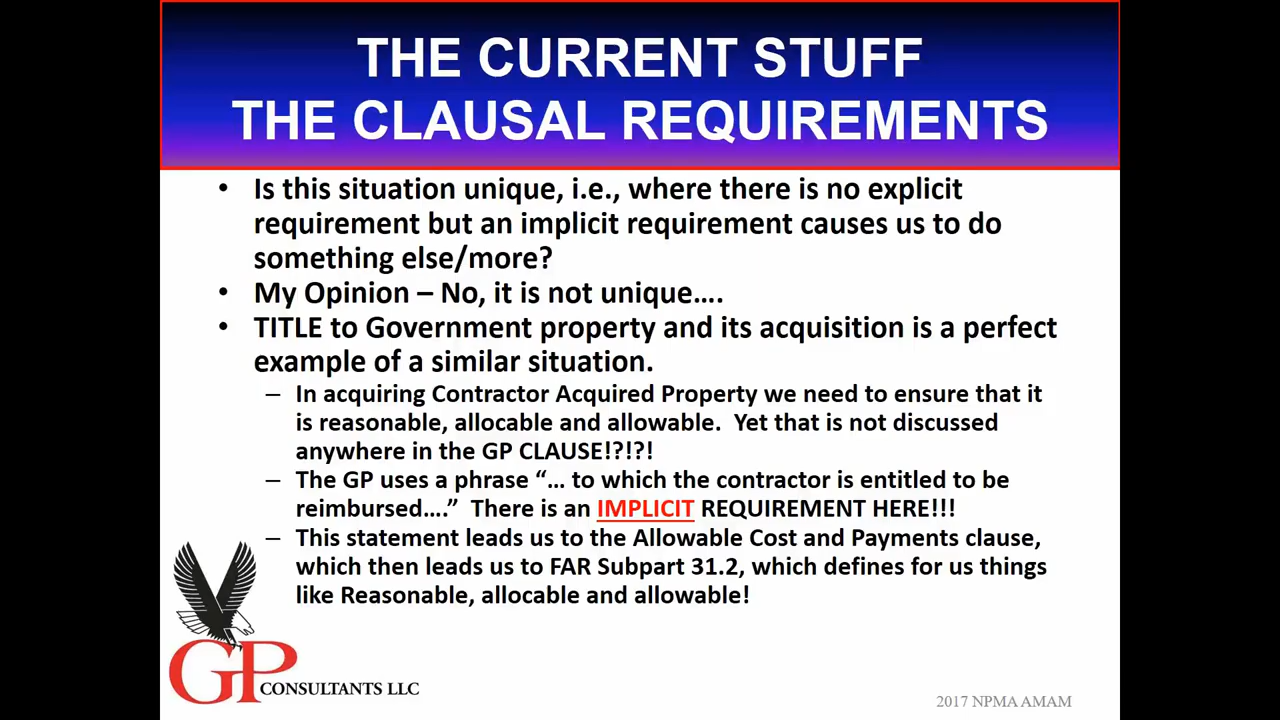 THE CURRENT STUFF
THE CLAUSAL REQUIREMENTS
• Is this situation unique, i.e., where there is no explicit
requirement but an implicit requirement causes us to do
something else/more?
• My Opinion – No, it is not unique….
• TITLE to Government property and its acquisition is a perfect
example of a similar situation.
– In acquiring Contractor Acquired Property we need to ensure that it
is reasonable, allocable and allowable.  Yet that is not discussed
anywhere in the GP CLAUSE!?!?!
– The GP uses a phrase “… to which the contractor is entitled to be
reimbursed….”  There is an IMPLICIT REQUIREMENT HERE!!!
– This statement leads us to the Allowable Cost and Payments clause,
which then leads us to FAR Subpart 31.2, which defines for us things
like Reasonable, allocable and allowable!
GP CONSULTANTS LLC
2017 NPMA AMAM